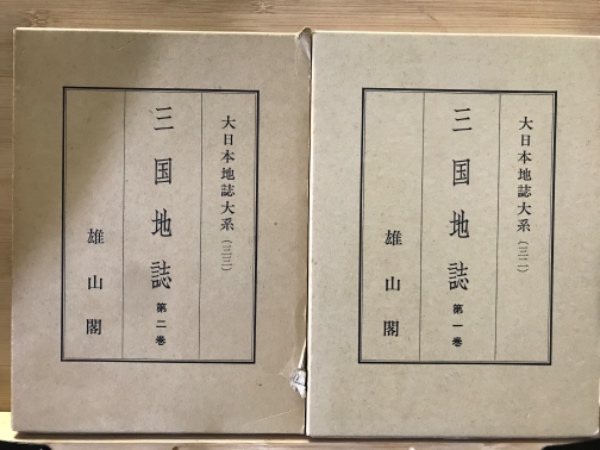 大日本地誌大系(三二)
三国地誌 第一巻
雄山閣
大日本地誌大系(三三)
三国地誌 第二巻
雄山閣